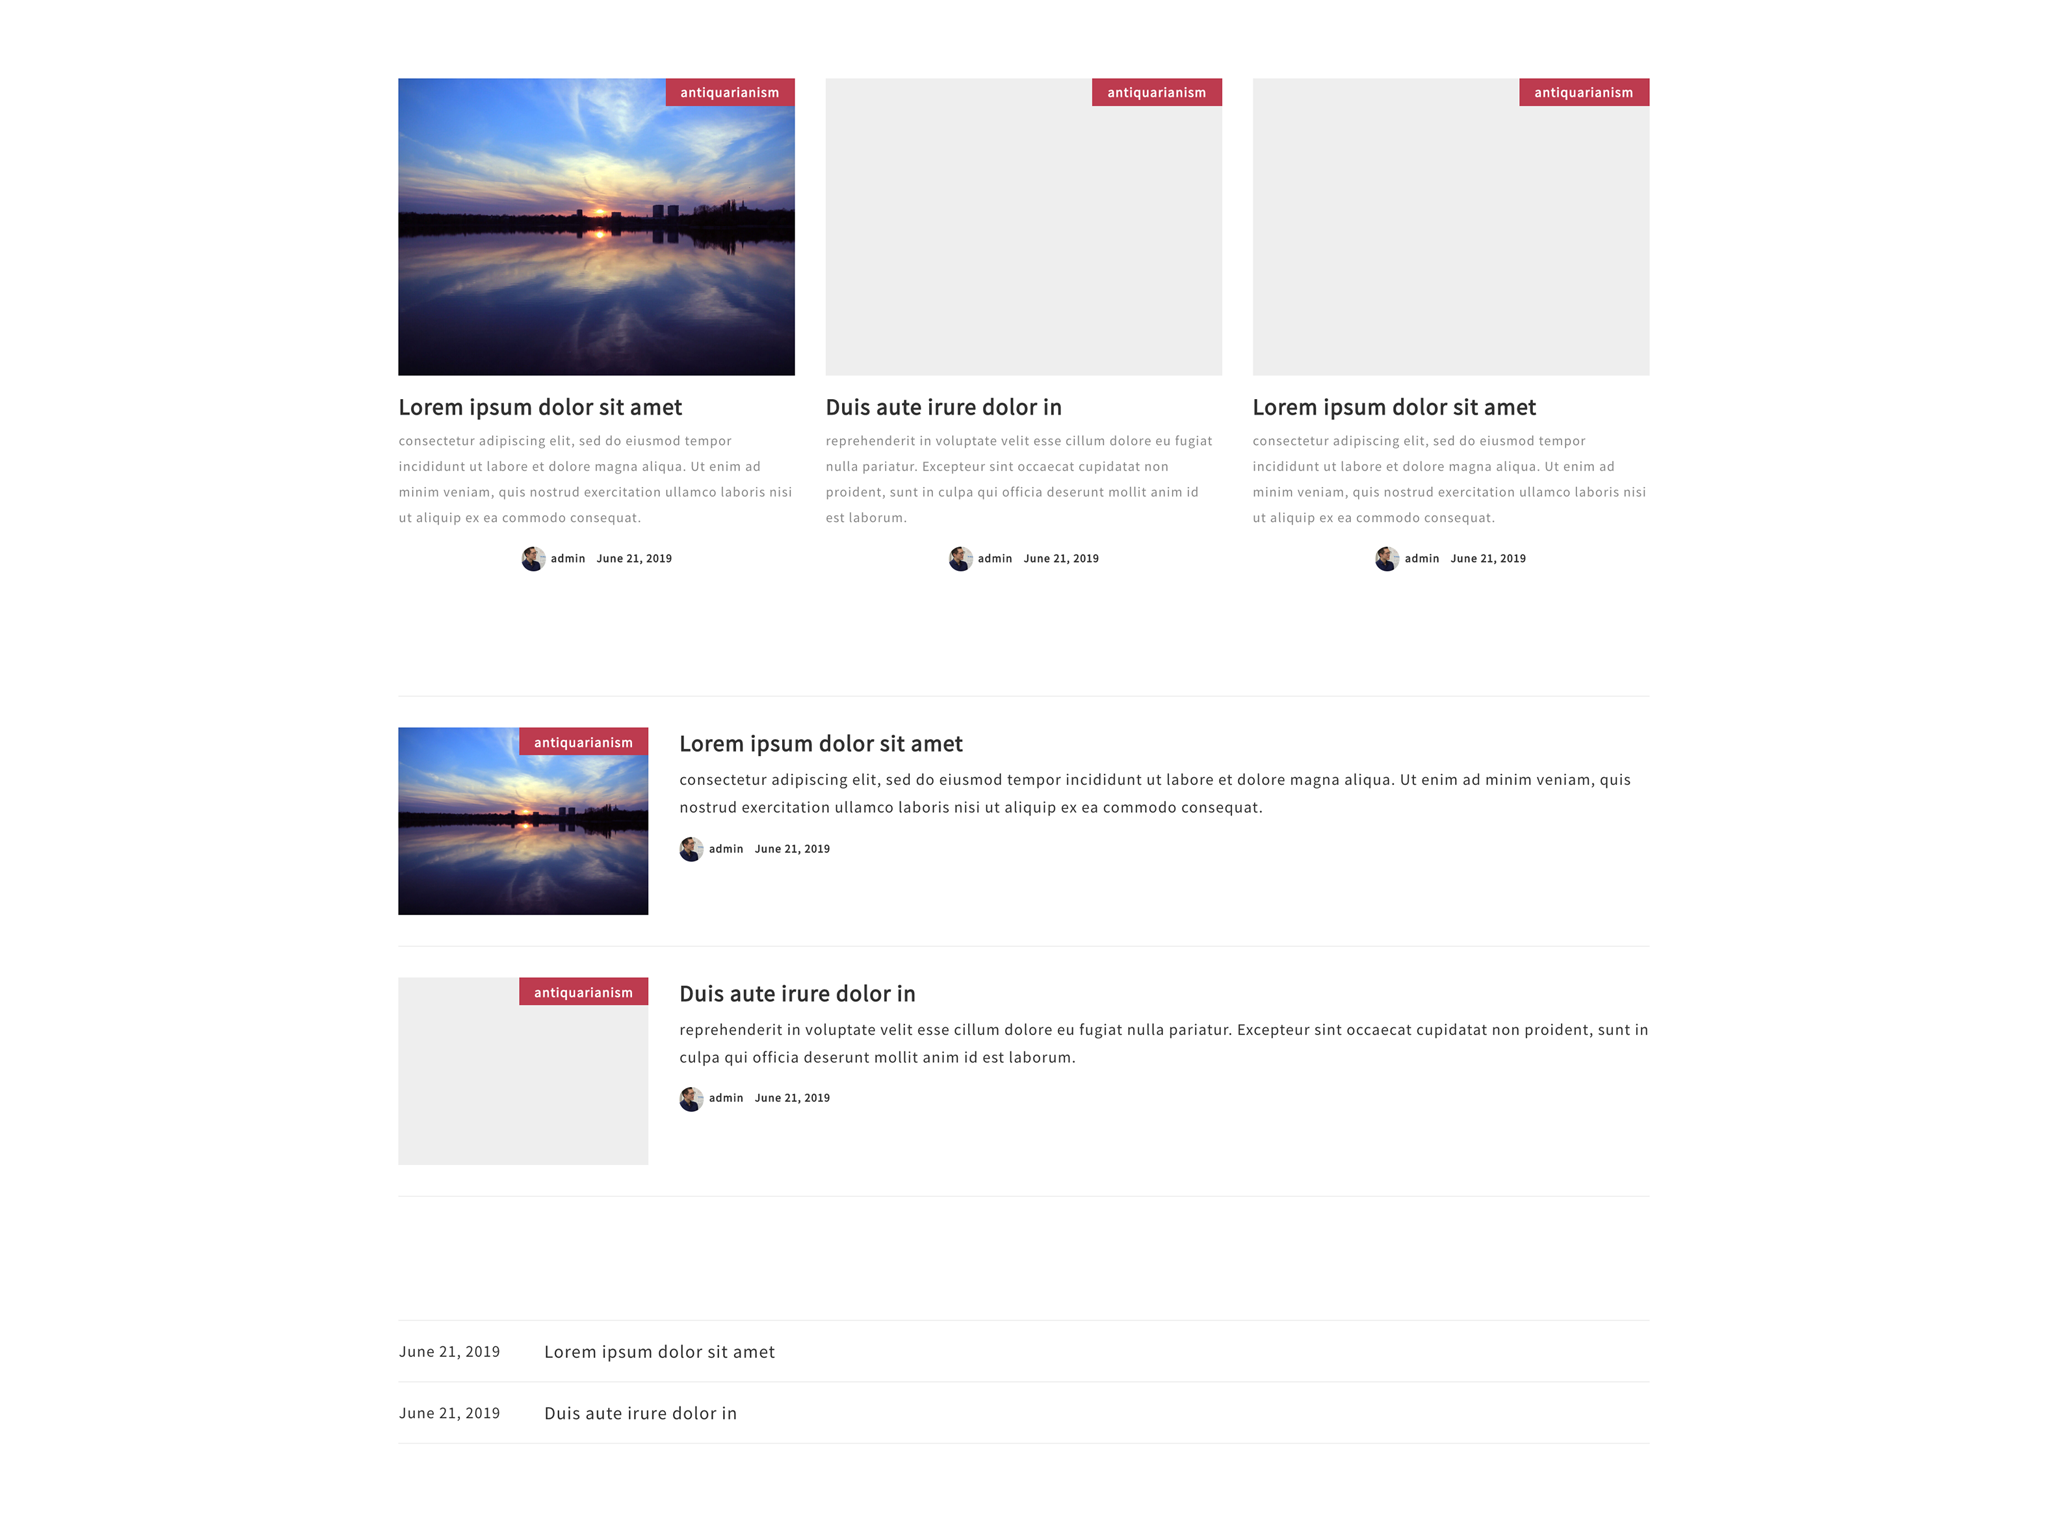 antiquarianism
Lorem ipsum dolor sit amet
consectetur adipiscing elit, sed do eiusmod tempor
incididunt ut labore et dolore magna aliqua. Ut enim ad
minim veniam, quis nostrud exercitation ullamco laboris nisi
ut aliquip ex ea commodo consequat.
admin June 21, 2019
antiquarianism
Duis aute irure dolor in
reprehenderit in voluptate velit esse cillum dolore eu fugiat
nulla pariatur. Excepteur sint occaecat cupidatat non
proident, sunt in culpa qui officia deserunt mollit anim id
est laborum.
admin June 21, 2019
antiquarianism
Lorem ipsum dolor sit amet
consectetur adipiscing elit, sed do eiusmod tempor
incididunt ut labore et dolore magna aliqua. Ut enim ad
minim veniam, quis nostrud exercitation ullamco laboris nisi
ut aliquip ex ea commodo consequat.
admin June 21, 2019
antiquarianism
Lorem ipsum dolor sit amet
consectetur adipiscing elit, sed do eiusmod tempor incididunt ut labore et dolore magna aliqua. Ut enim ad minim veniam, quis
nostrud exercitation ullamco laboris nisi ut aliquip ex ea commodo consequat.
admin June 21, 2019
antiquarianism
Duis aute irure dolor in
reprehenderit in voluptate velit esse cillum dolore eu fugiat nulla pariatur. Excepteur sint occaecat cupidatat non proident, sunt in
culpa qui officia deserunt mollit anim id est laborum.
admin June 21, 2019
June 21, 2019 Lorem ipsum dolor sit amet
June 21, 2019 Duis aute irure dolor in